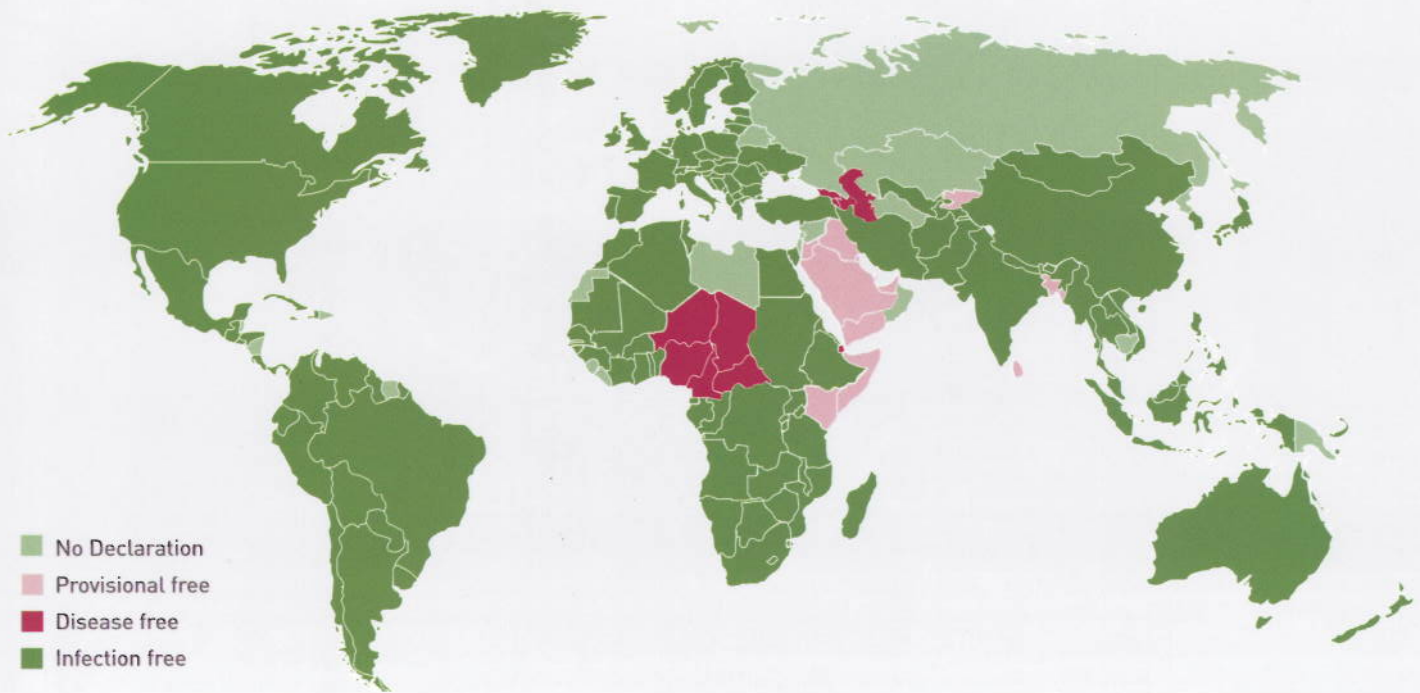 No Declaration
Provisional free
Disease free
Infection free